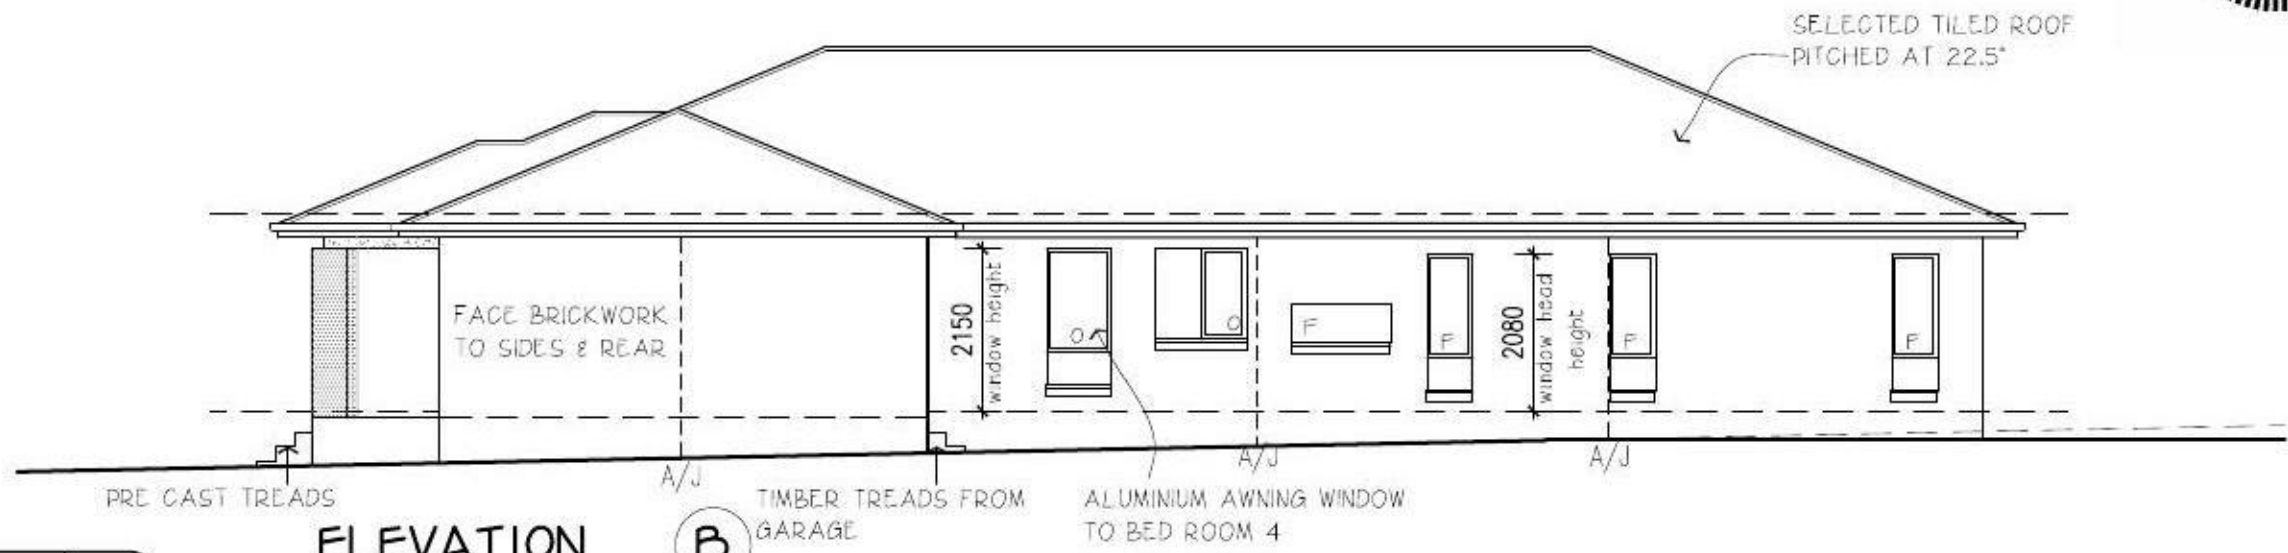 SELECTED TILED ROOF
PITCHED AT 22.5°
FACE BRICKWORK
TO SIDES & REAR
2150
window height
O
O
F
F
2080
window head
height
F
F
A/J
A/J
A/J
PRE CAST TREADS
TIMBER TREADS FROM
GARAGE
ALUMINIUM AWNING WINDOW
TO BED ROOM 4
ELEVATION
B